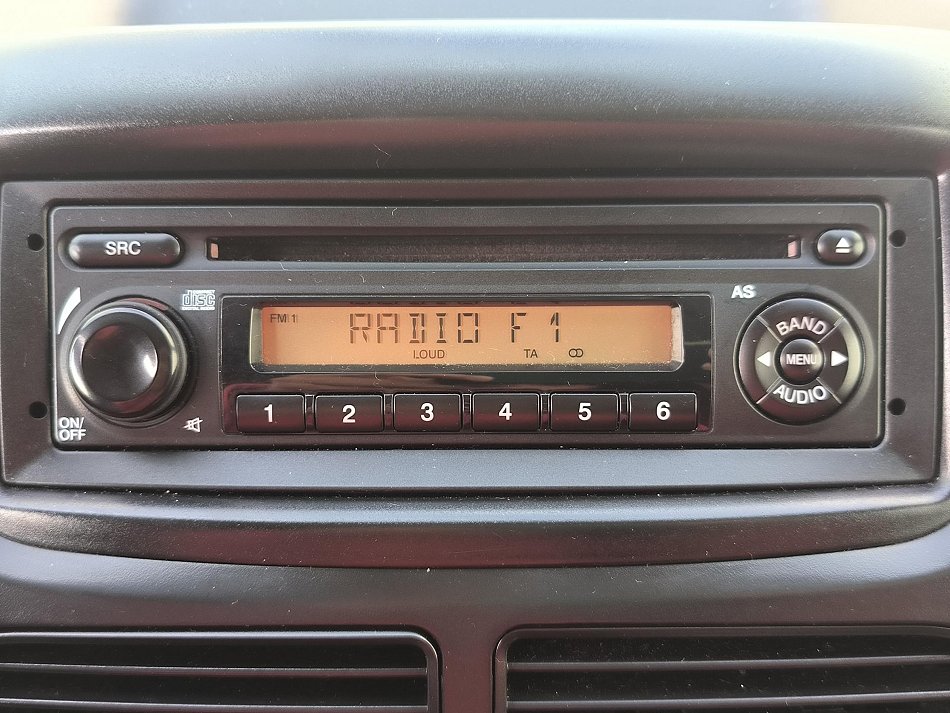 SRC
disc
AS
FM 1
RADIO F 1
LOUD TA
BAND
MENU
AUDIO
ON/
OFF
1 2 3 4 5 6